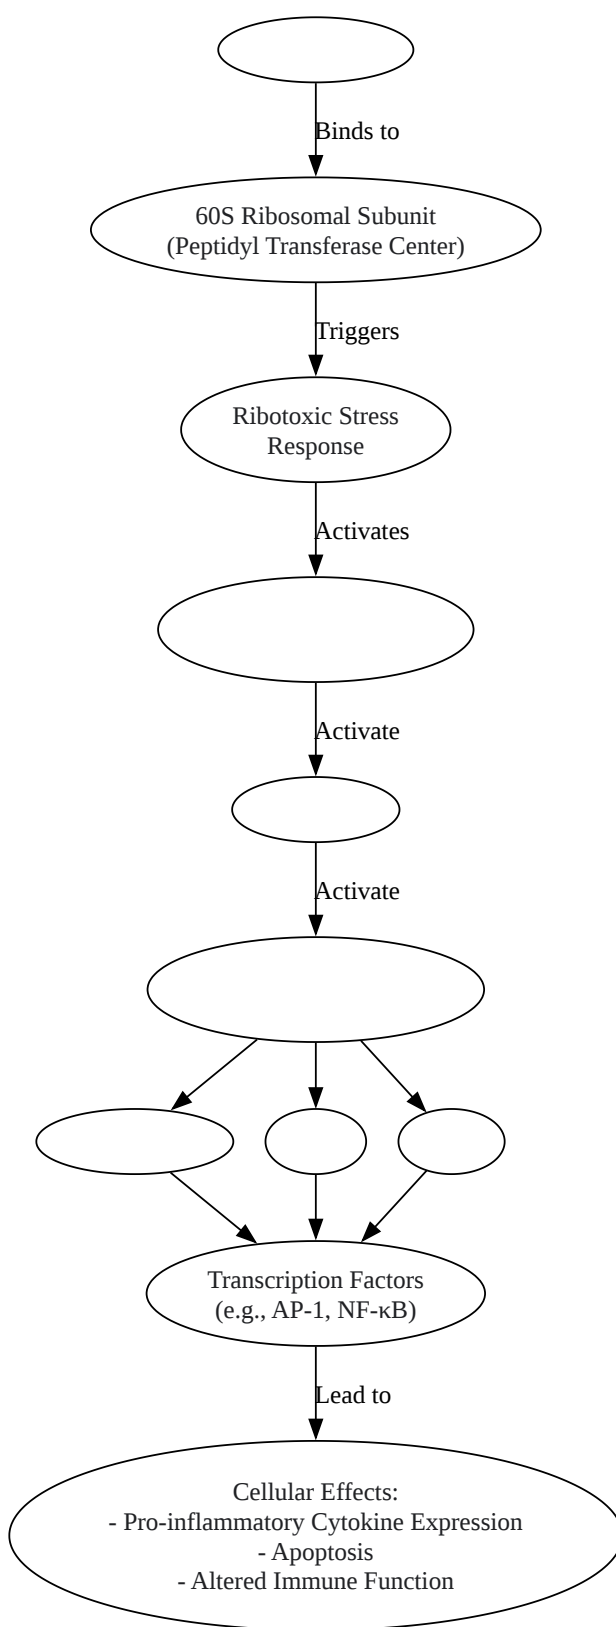 Binds to
60S Ribosomal Subunit
(Peptidyl Transferase Center)
Triggers
Ribotoxic Stress
Response
Activates
Activate
Activate
Transcription Factors
(e.g., AP-1, NF-κB)
Lead to
Cellular Effects:
- Pro-inflammatory Cytokine Expression
- Apoptosis
- Altered Immune Function